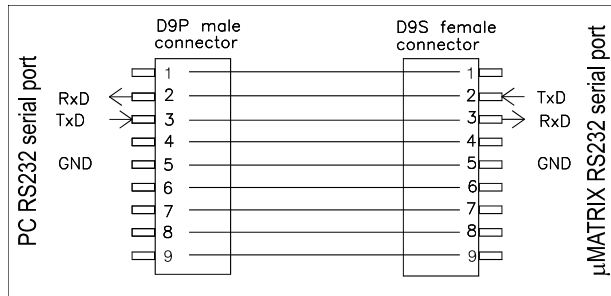 PC RS232 serial port
D9P male
connector
D9S female
connector
µMATRIX RS232 serial port
1 1
RxD 2 2 TxD
TxD 3 3 RxD
4 4
GND 5 5 GND
6 6
7 7
8 8
9 9